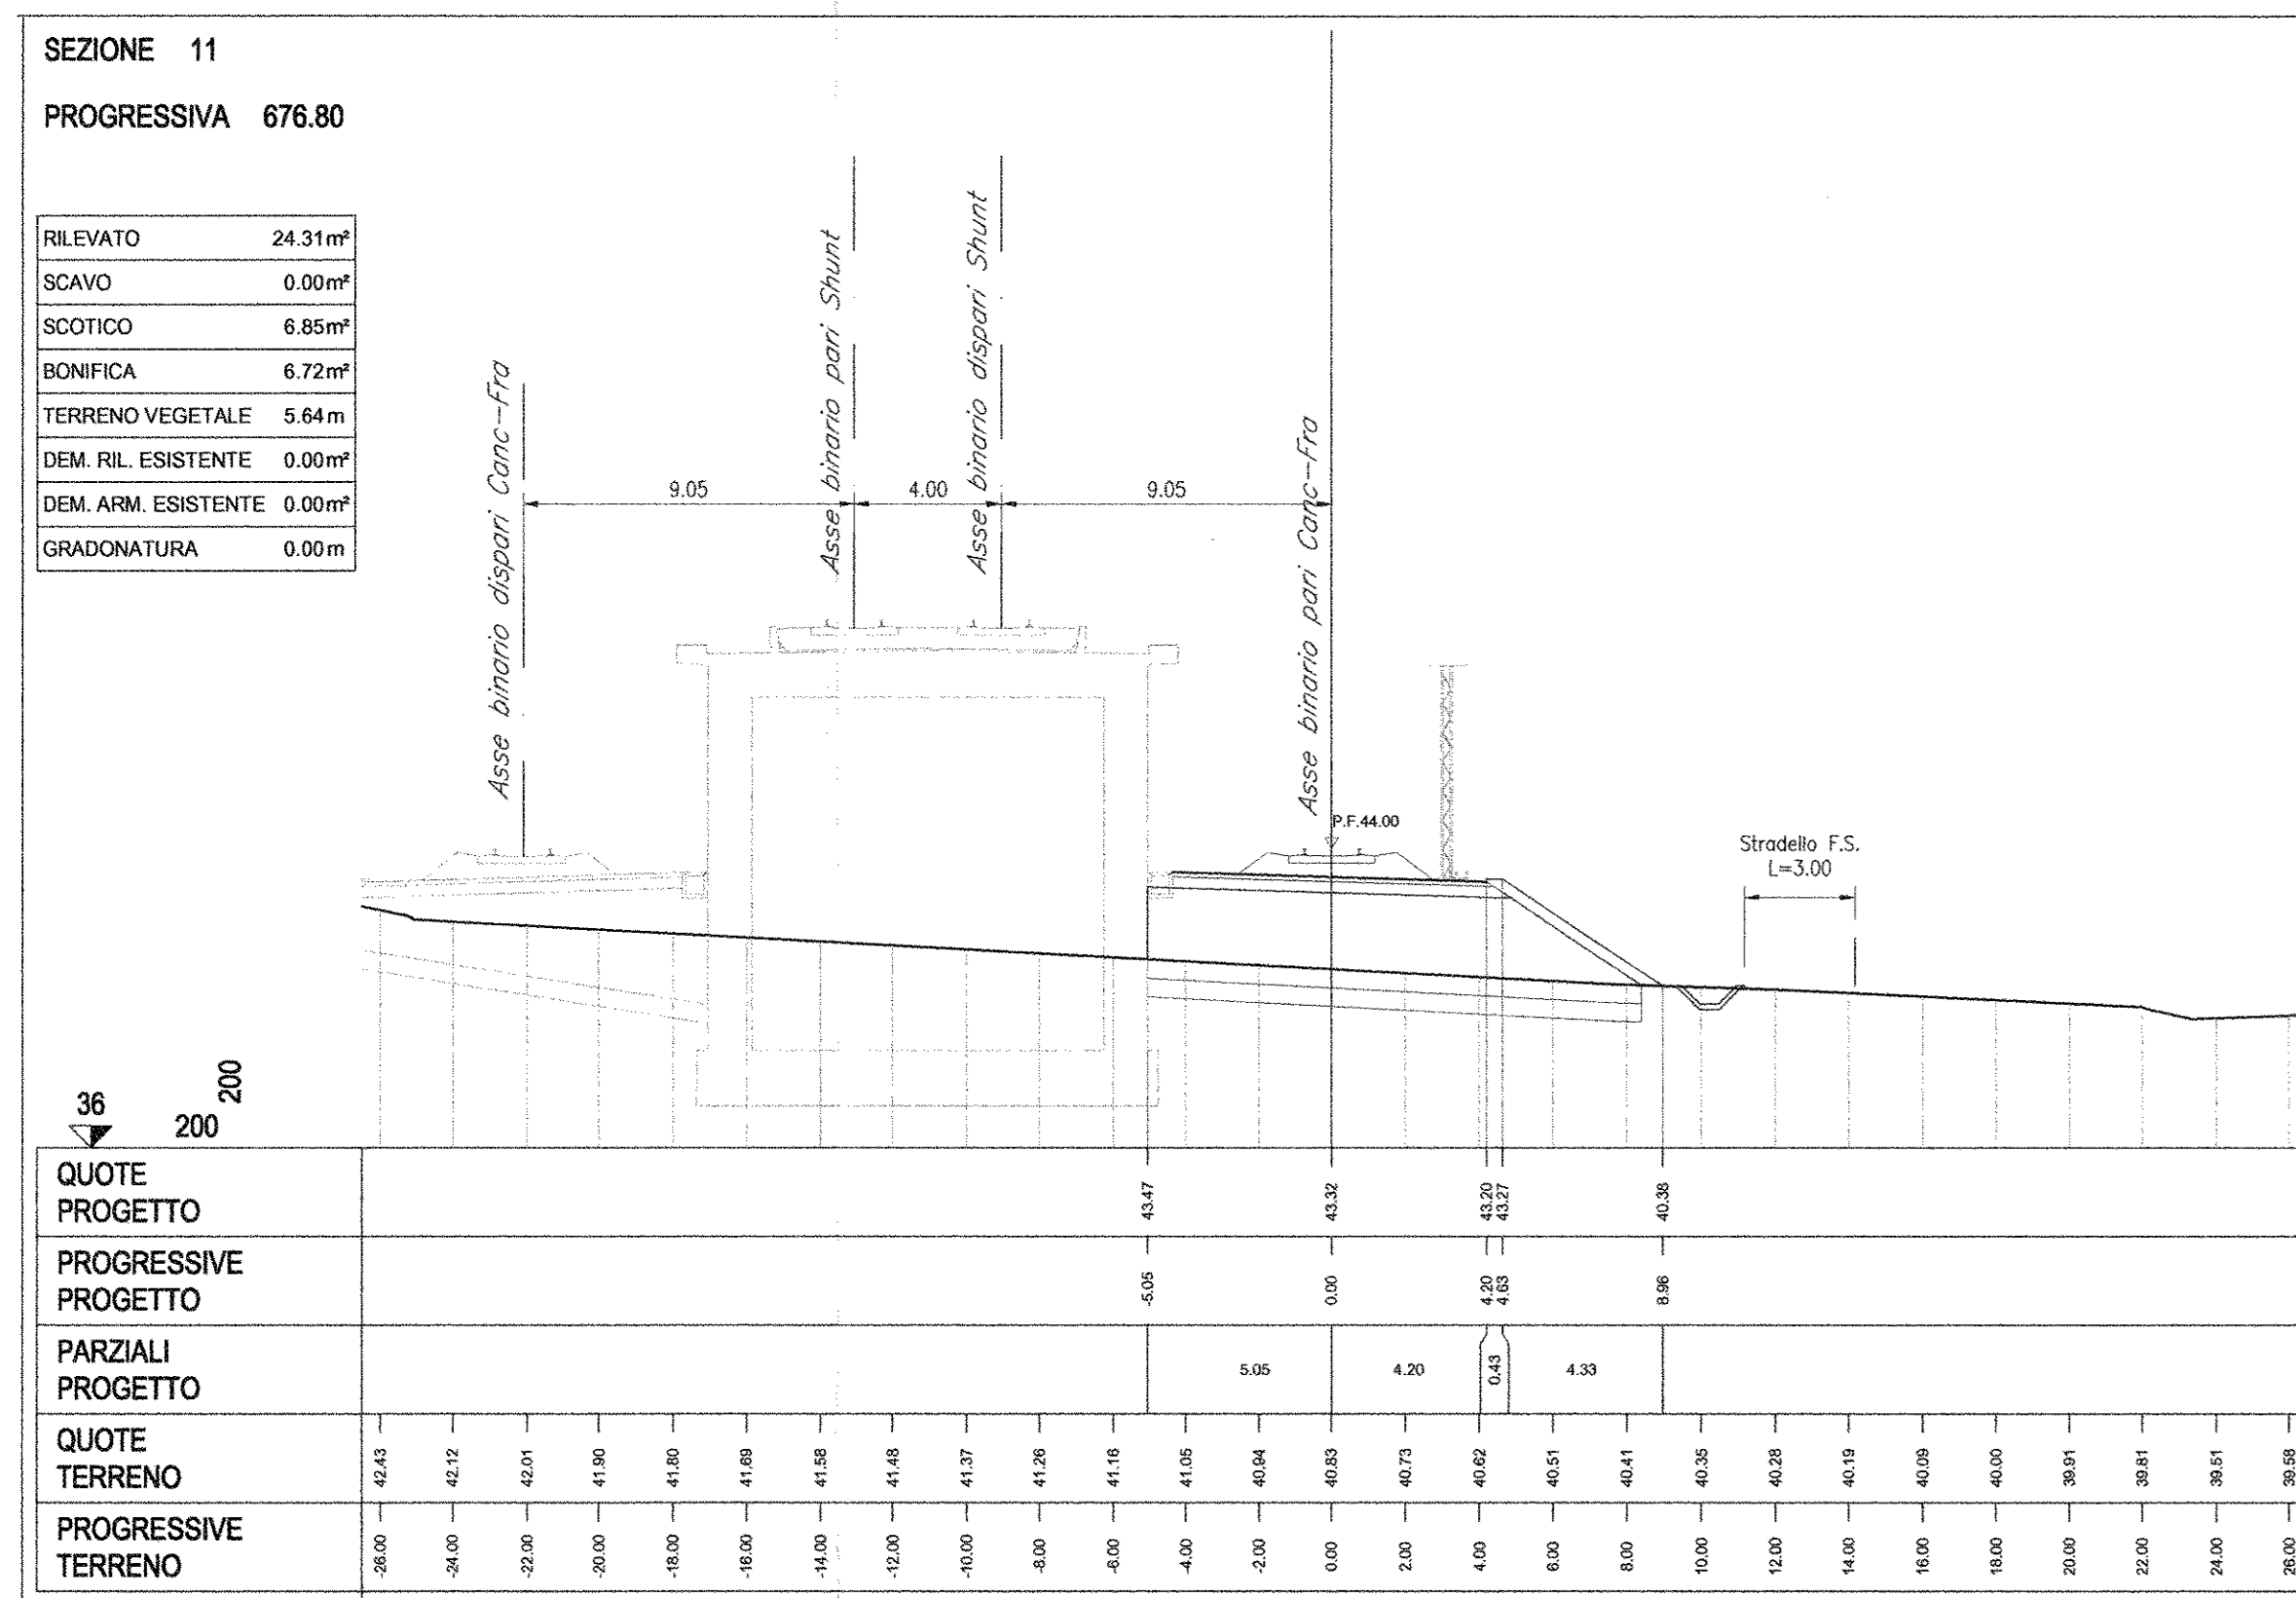 SEZIONE 11
PROGRESSIVA 676.80
RILEVATO 24.31m²
SCAVO 0.00m²
SCOTICO 6.85m²
BONIFICA 6.72m²
TERRENO VEGETALE 5.64m
DEM. RIL. ESISTENTE 0.00m²
DEM. ARM. ESISTENTE 0.00m²
GRADONATURA 0.00m
Asse binario dispari Canc-Fra
Asse binario pari Shunt
Asse binario dispari Shunt
Asse binario pari Canc-Fra
9.05 4.00 9.05
P.F.44.00
Stradello F.S.
L=3.00
36
200
200
QUOTE
PROGETTO
43.47 43.32 43.20 43.27 40.38
PROGRESSIVE
PROGETTO
-5.05 0.00 4.20 4.63 8.96
PARZIALI
PROGETTO
5.05 4.20 0.43 4.33
QUOTE
TERRENO
42.43 42.12 42.01 41.90 41.80 41.69 41.58 41.48 41.37 41.26 41.16 41.05 40.94 40.83 40.73 40.62 40.51 40.41 40.35 40.28 40.19 40.09 40.00 39.91 39.81 39.51 39.58
PROGRESSIVE
TERRENO
-26.00 -24.00 -22.00 -20.00 -18.00 -16.00 -14.00 -12.00 -10.00 -8.00 -6.00 -4.00 -2.00 0.00 2.00 4.00 6.00 8.00 10.00 12.00 14.00 16.00 18.00 20.00 22.00 24.00 26.00